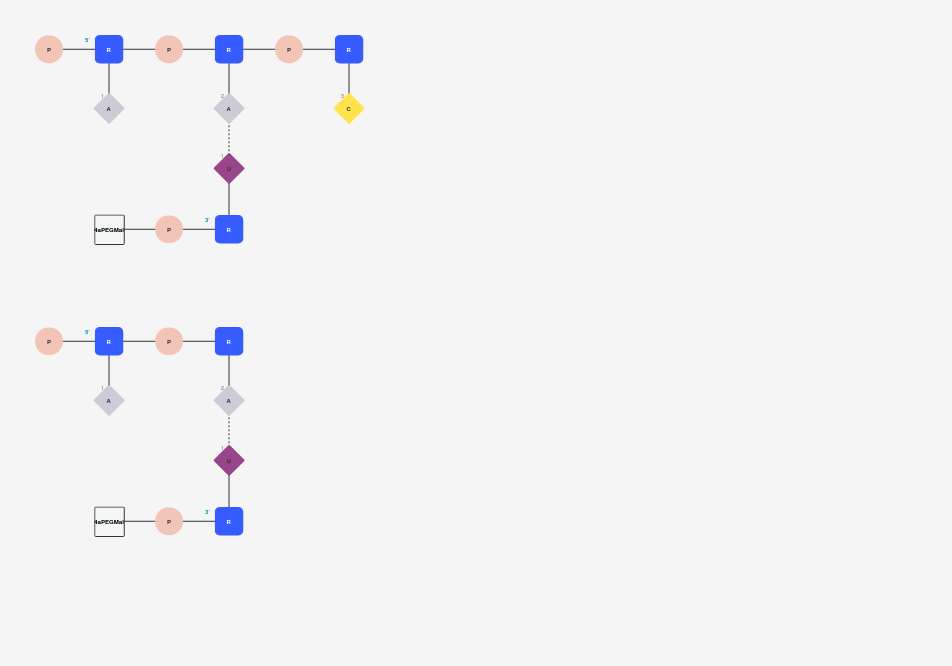 5'
P R P R P R
1 2 3
A A C
1
U
3'
4aPEGMal P R
5'
P R P R
1 2
A A
1
U
3'
4aPEGMal P R